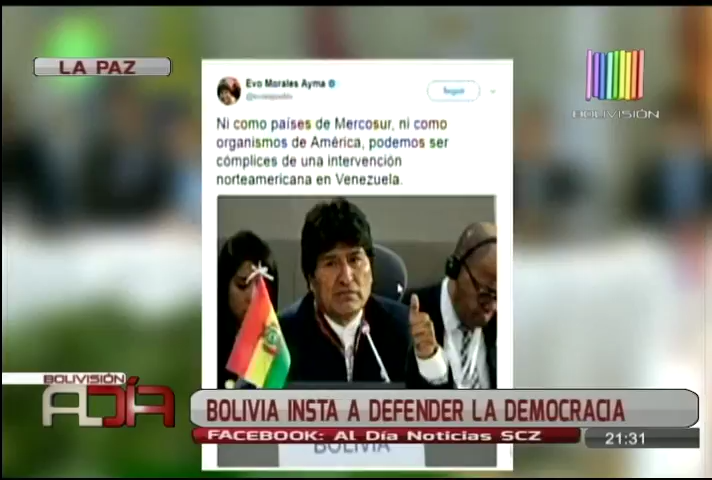 LA PAZ
BOLIVISIÓN
Evo Morales Ayma
Seguir
Ni como países de Mercosur, ni como
organismos de América, podemos ser
cómplices de una intervención
norteamericana en Venezuela.
BOLIVISIÓN
AL DÍA
BOLIVIA INSTA A DEFENDER LA DEMOCRACIA
FACEBOOK: AL Día Noticias SCZ
21:31
BOLIVIA